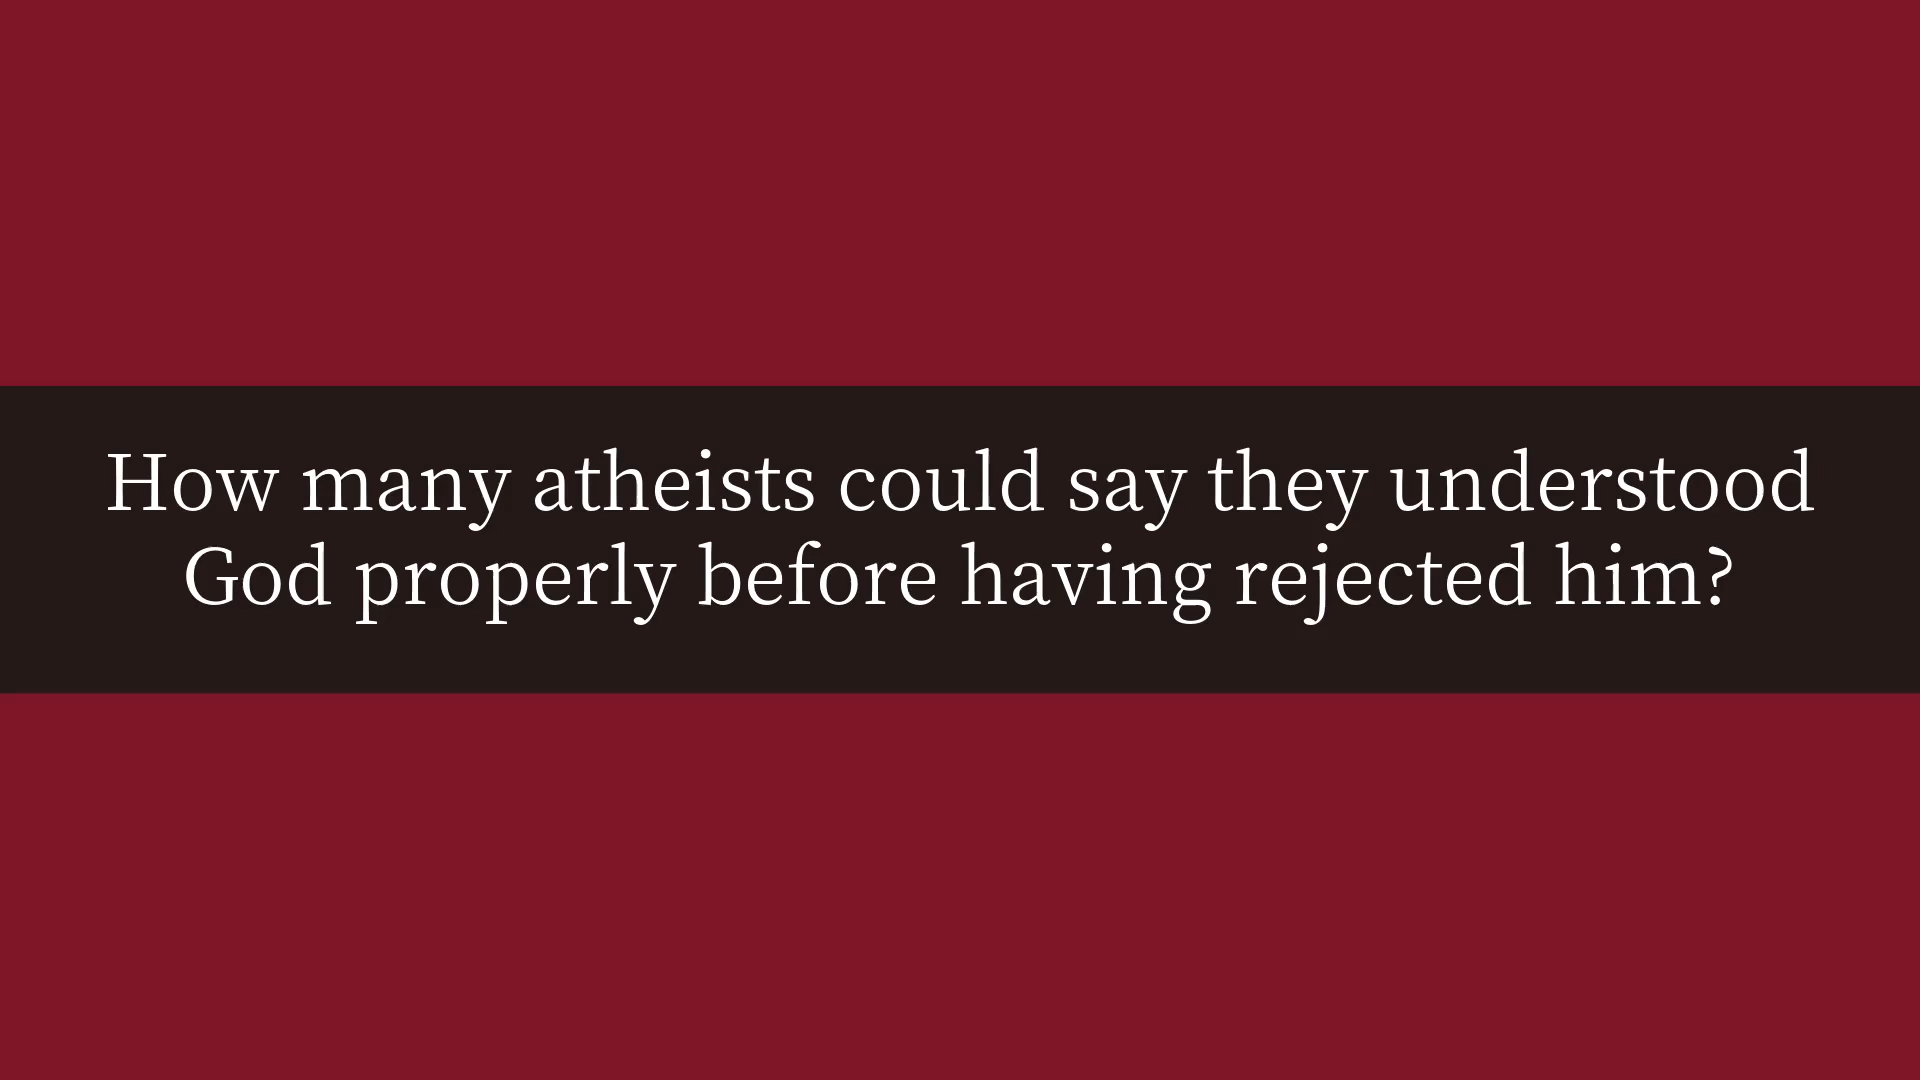 How many atheists could say they understood
God properly before having rejected him?